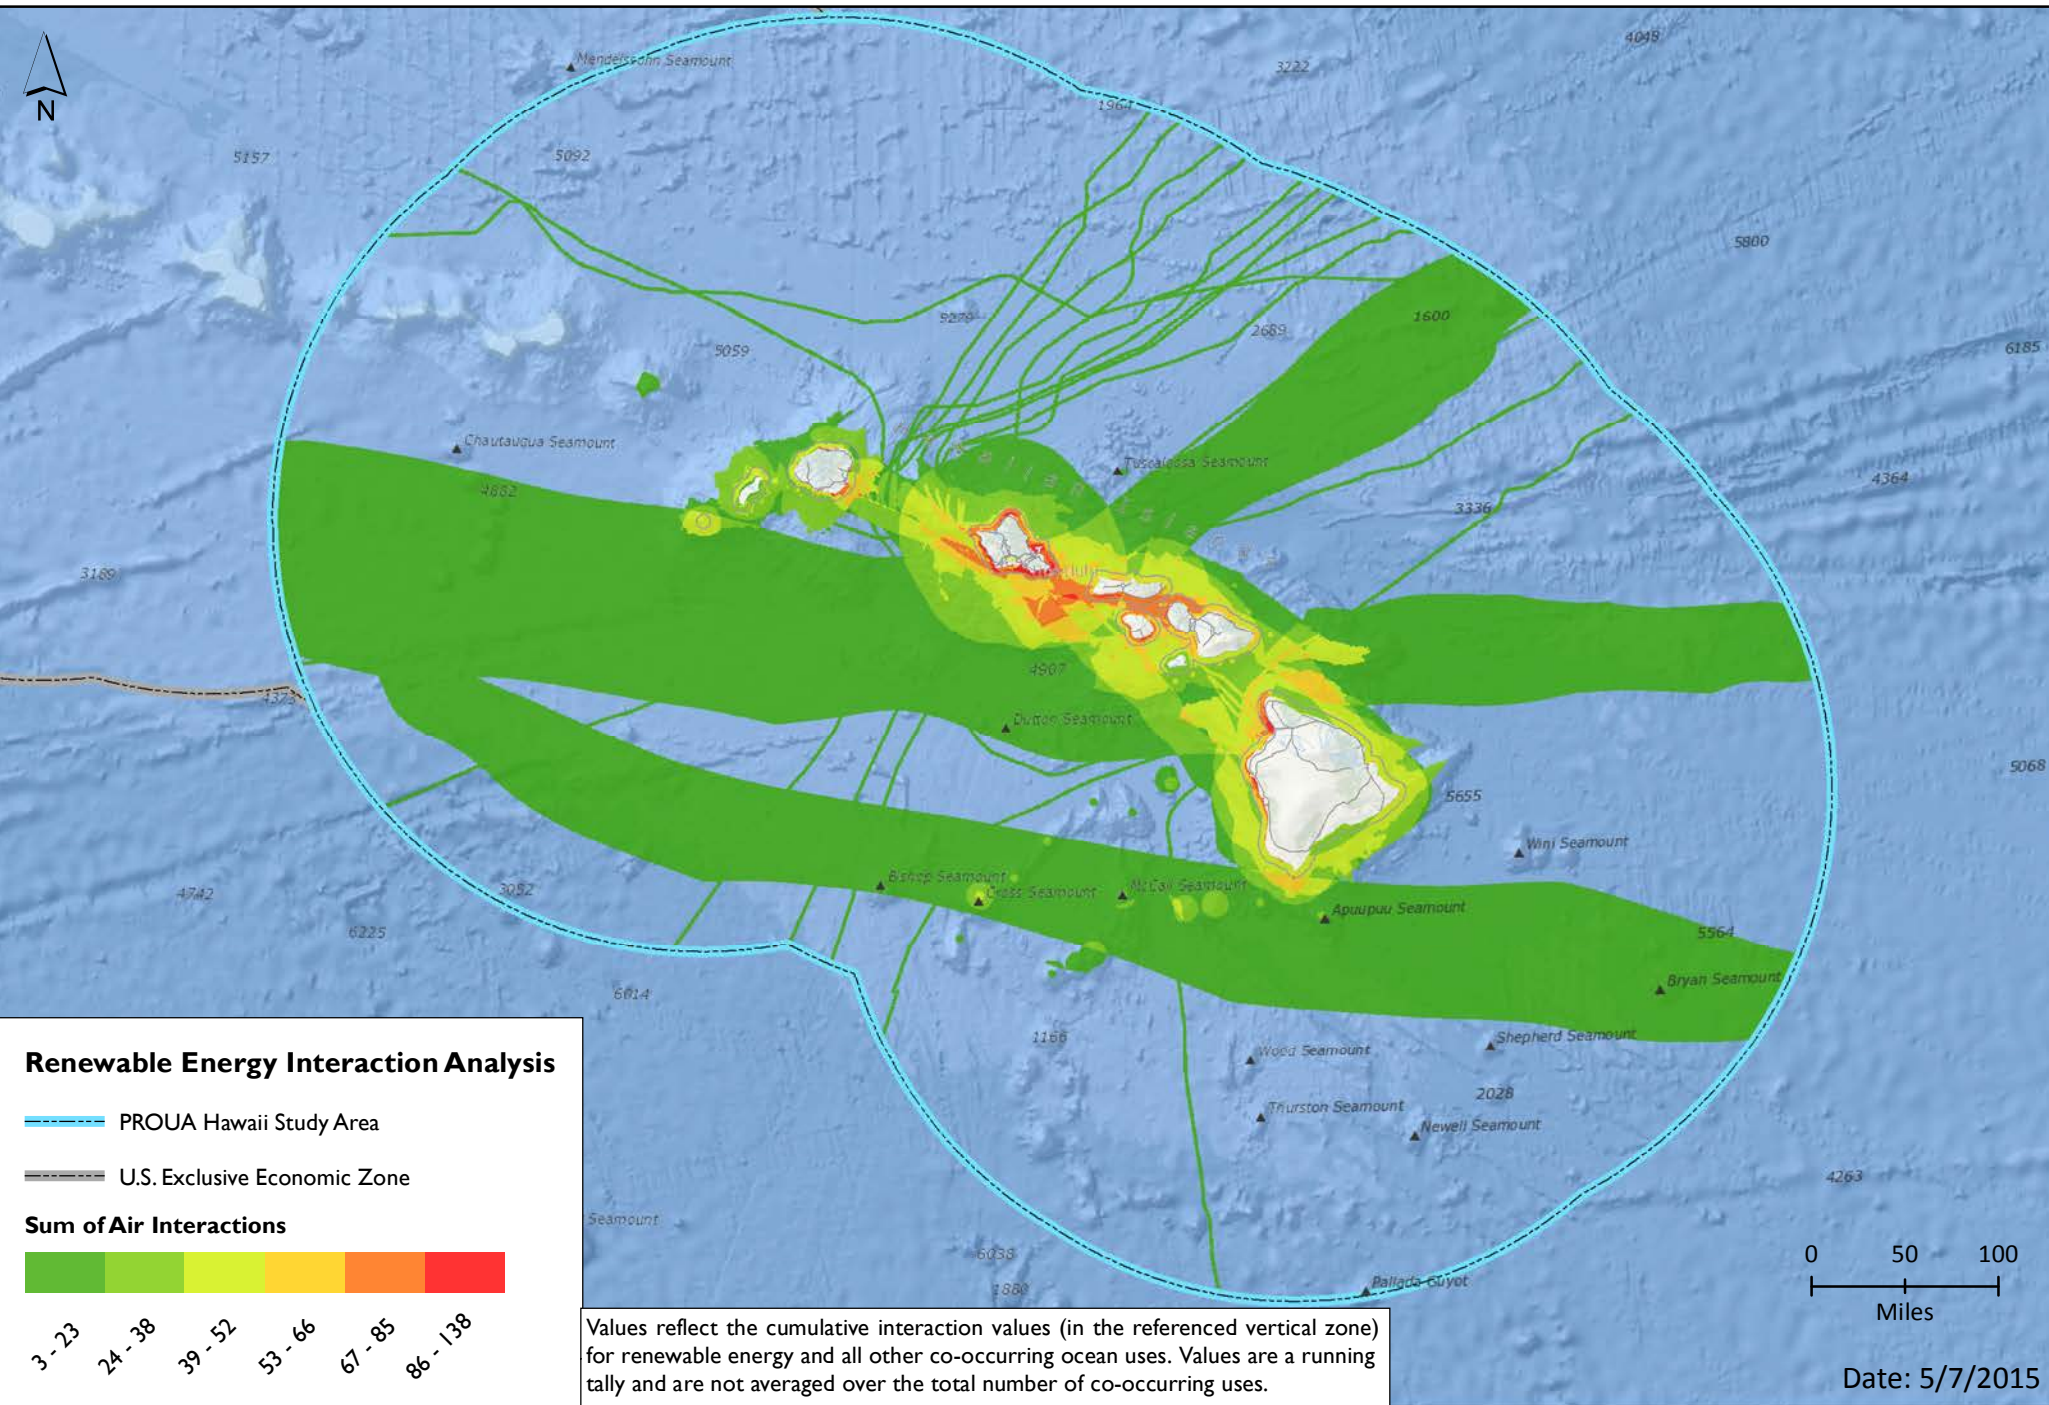 Mendelssohn Seamount
4048
3222
1964
5157
5092
5800
5279
1600
2689
5059
6185
Chautauqua Seamount
Tuscaloosa Seamount
4882
4364
3336
3189
4907
4373
Dutton Seamount
5068
5655
Wini Seamount
Bishop Seamount
4742
3052
Cross Seamount
McCall Seamount
Apuupuu Seamount
6225
5564
Bryan Seamount
6014
1166
Wood Seamount
Shepherd Seamount
2028
Thurston Seamount
Newell Seamount
4263
Seamount
6038
1880
Pallada Guyot
N
Renewable Energy Interaction Analysis
PROUA Hawaii Study Area
U.S. Exclusive Economic Zone
Sum of Air Interactions
3 - 23
24 - 38
39 - 52
53 - 66
67 - 85
86 - 138
Values reflect the cumulative interaction values (in the referenced vertical zone)
for renewable energy and all other co-occurring ocean uses. Values are a running
tally and are not averaged over the total number of co-occurring uses.
0 50 100
Miles
Date: 5/7/2015